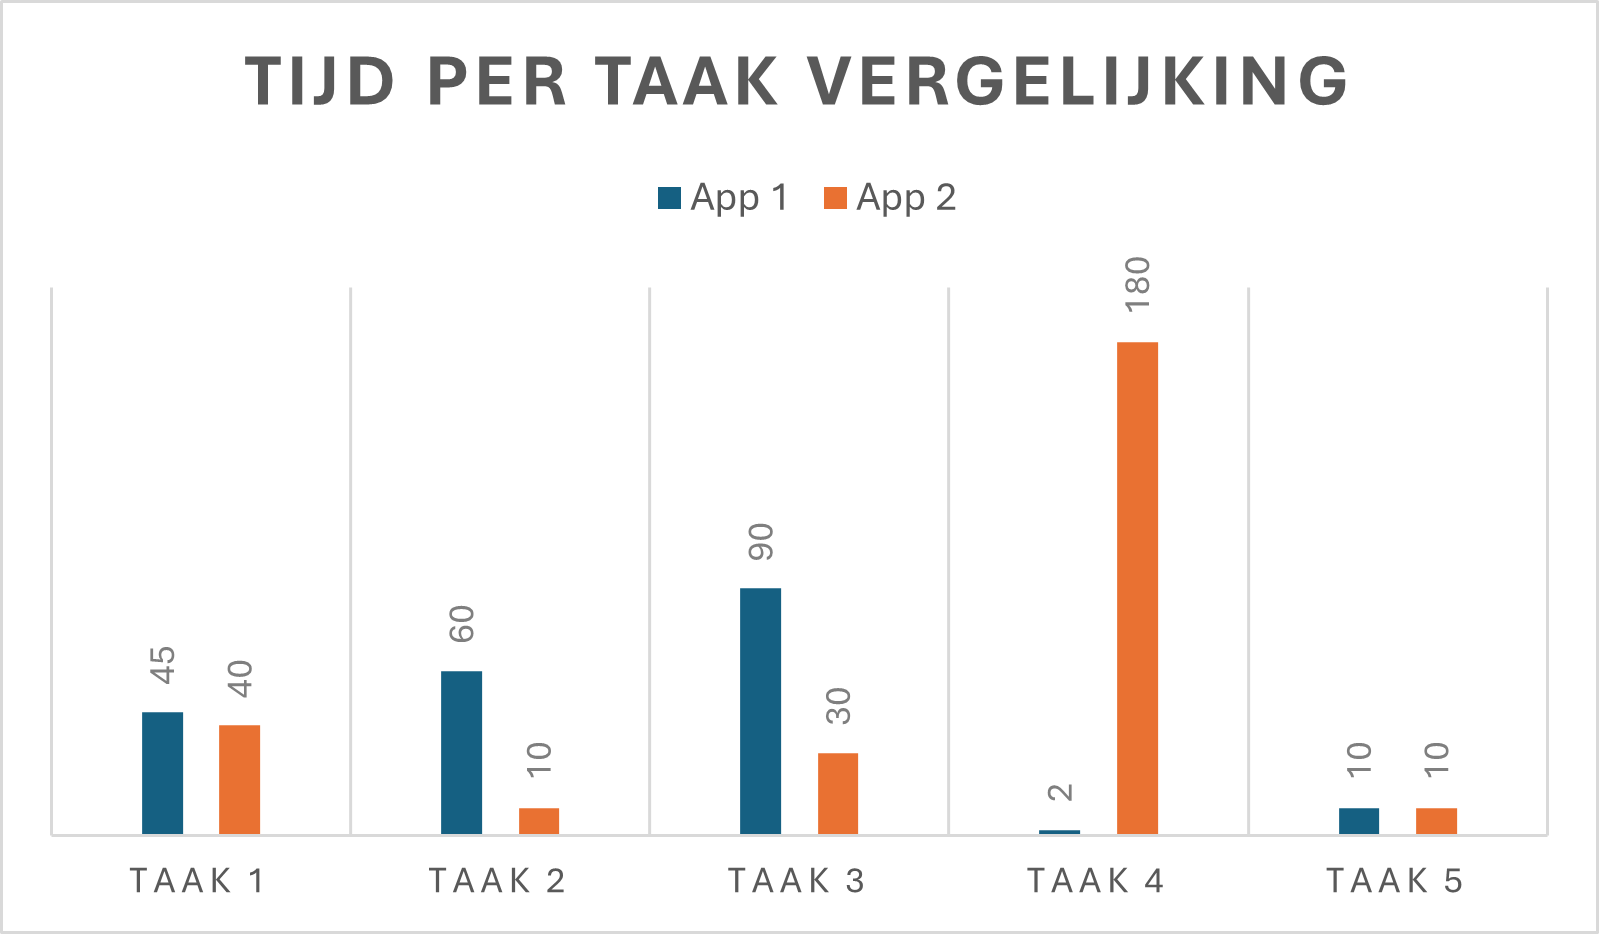 TIJD PER TAAK VERGELIJKING
App 1 App 2
45 40 60 10 90 30 2 180 10 10
TAAK 1 TAAK 2 TAAK 3 TAAK 4 TAAK 5